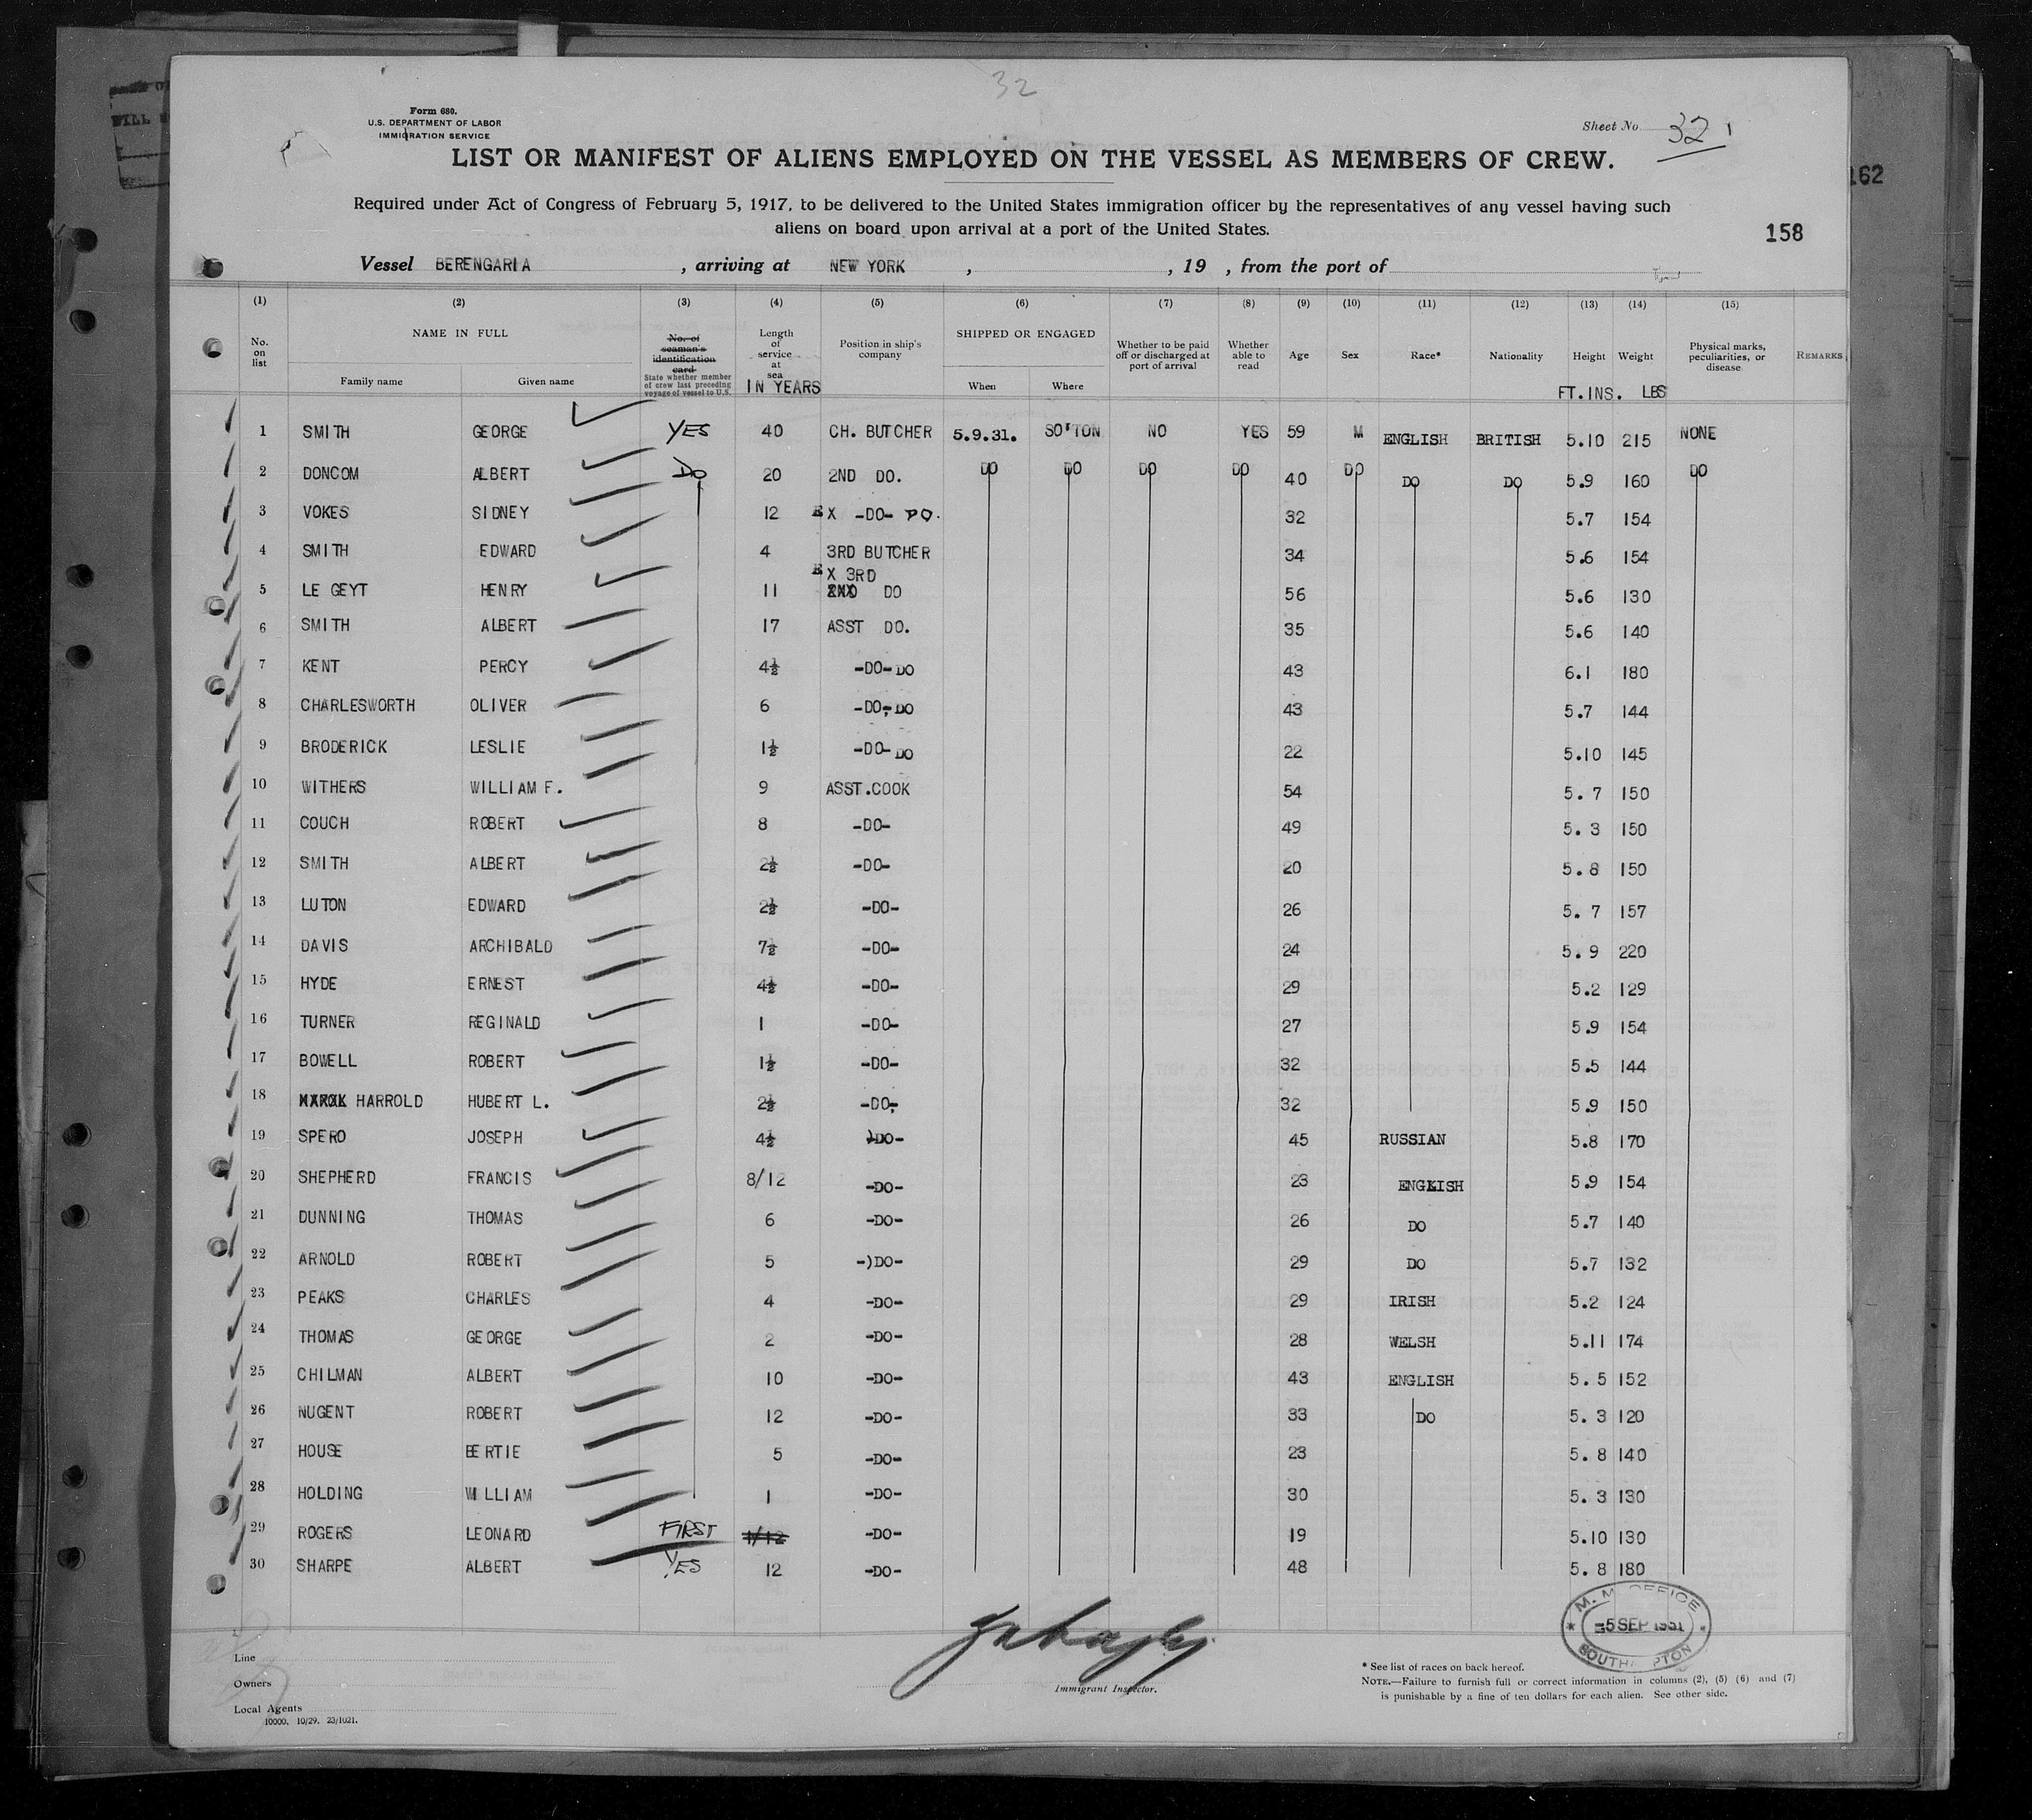 32
Form 680.
U.S. DEPARTMENT OF LABOR
IMMIGRATION SERVICE
Sheet No 32
LIST OR MANIFEST OF ALIENS EMPLOYED ON THE VESSEL AS MEMBERS OF CREW.
162
Required under Act of Congress of February 5, 1917, to be delivered to the United States immigration officer by the representatives of any vessel having such
aliens on board upon arrival at a port of the United States.
158
Vessel BERENGARIA , arriving at NEW YORK , , 19 , from the port of
(1) (2) (3) (4) (5) (6) (7) (8) (9) (10) (11) (12) (13) (14) (15)
No. on list NAME IN FULL Family name Given name No. of seaman's identification card State whether member of crew last preceding voyage of vessel to U.S. Length of service at sea IN YEARS Position in ship's company SHIPPED OR ENGAGED When Where Whether to be paid off or discharged at port of arrival Whether able to read Age Sex Race* Nationality Height Weight Physical marks, peculiarities, or disease REMARKS
FT.INS. LBS
1 SMITH GEORGE YES 40 CH. BUTCHER 5.9.31. SO'TON NO YES 59 M ENGLISH BRITISH 5.10 215 NONE
2 DONCOM ALBERT DO 20 2ND DO. DO DO DO DO 40 DO DO DO 5.9 160 DO
3 VOKES SIDNEY 12 EX -DO- PO. 32 5.7 154
4 SMITH EDWARD 4 3RD BUTCHER 34 5.6 154
5 LE GEYT HENRY 11 EX 3RD 2ND DO 56 5.6 130
6 SMITH ALBERT 17 ASST DO. 35 5.6 140
7 KENT PERCY 4½ -DO- DO 43 6.1 180
8 CHARLESWORTH OLIVER 6 -DO- DO 43 5.7 144
9 BRODERICK LESLIE 1½ -DO- DO 22 5.10 145
10 WITHERS WILLIAM F. 9 ASST.COOK 54 5. 7 150
11 COUCH ROBERT 8 -DO- 49 5. 3 150
12 SMITH ALBERT 2½ -DO- 20 5. 8 150
13 LUTON EDWARD 2½ -DO- 26 5. 7 157
14 DAVIS ARCHIBALD 7½ -DO- 24 5. 9 220
15 HYDE ERNEST 4½ -DO- 29 5.2 129
16 TURNER REGINALD 1 -DO- 27 5.9 154
17 BOWELL ROBERT 1½ -DO- 32 5.5 144
18 HARROLD HUBERT L. 2½ -DO- 32 5.9 150
19 SPERO JOSEPH 4½ )DO- 45 RUSSIAN 5.8 170
20 SHEPHERD FRANCIS 8/12 -DO- 23 ENGLISH 5.9 154
21 DUNNING THOMAS 6 -DO- 26 DO 5.7 140
22 ARNOLD ROBERT 5 -)DO- 29 DO 5.7 132
23 PEAKS CHARLES 4 -DO- 29 IRISH 5.2 124
24 THOMAS GEORGE 2 -DO- 28 WELSH 5.11 174
25 CHILMAN ALBERT 10 -DO- 43 ENGLISH 5. 5 152
26 NUGENT ROBERT 12 -DO- 33 DO 5. 3 120
27 HOUSE BERTIE 5 -DO- 23 5. 8 140
28 HOLDING WILLIAM 1 -DO- 30 5. 3 130
29 ROGERS LEONARD FIRST 1/12 -DO- 19 5.10 130
30 SHARPE ALBERT YES 12 -DO- 48 5. 8 180
M. M. OFFICE
5 SEP 1931
SOUTHAMPTON
Line
Owners
Local Agents
10000. 10/29. 23/1021.
Immigrant Inspector.
* See list of races on back hereof.
NOTE.—Failure to furnish full or correct information in columns (2), (5) (6) and (7)
is punishable by a fine of ten dollars for each alien. See other side.